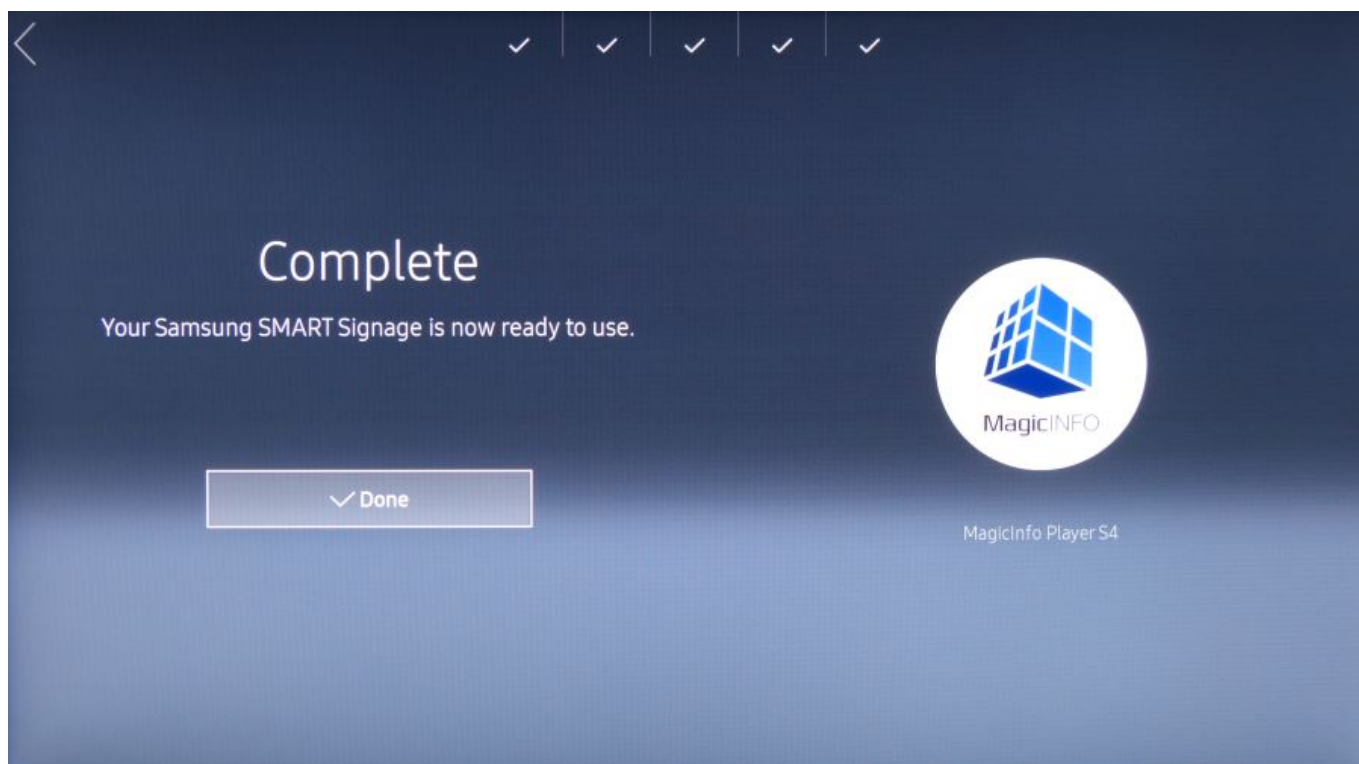 Complete
Your Samsung SMART Signage is now ready to use.
Done
MagicINFO
MagicInfo Player S4